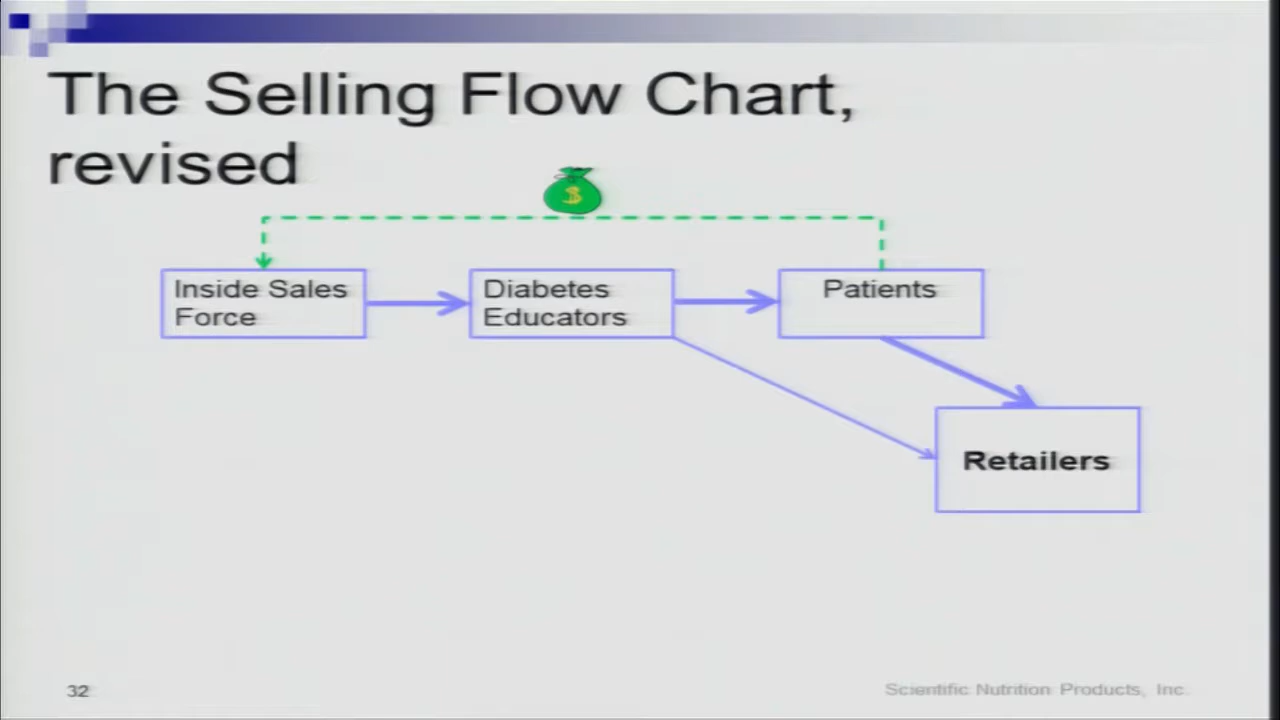 The Selling Flow Chart,
revised
$
Inside Sales
Force
Diabetes
Educators
Patients
Retailers
32
Scientific Nutrition Products, Inc.